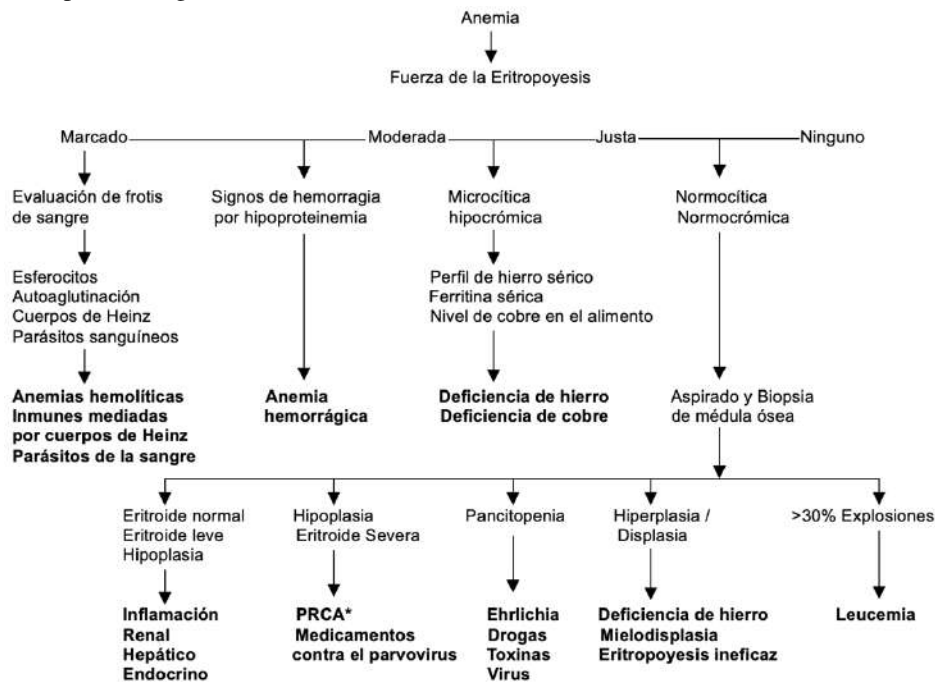 Anemia
Fuerza de la Eritropoyesis
Marcado
Moderada
Justa
Ninguno
Evaluación de frotis
de sangre
Signos de hemorragia
por hipoproteinemia
Microcítica
hipocrómica
Normocítica
Normocrómica
Esferocitos
Autoaglutinación
Cuerpos de Heinz
Parásitos sanguíneos
Perfil de hierro sérico
Ferritina sérica
Nivel de cobre en el alimento
Anemias hemolíticas
Inmunes mediadas
por cuerpos de Heinz
Parásitos de la sangre
Anemia
hemorrágica
Deficiencia de hierro
Deficiencia de cobre
Aspirado y Biopsia
de médula ósea
Eritroide normal
Eritroide leve
Hipoplasia
Hipoplasia
Eritroide Severa
Pancitopenia
Hiperplasia /
Displasia
>30% Explosiones
Inflamación
Renal
Hepático
Endocrino
PRCA*
Medicamentos
contra el parvovirus
Ehrlichia
Drogas
Toxinas
Virus
Deficiencia de hierro
Mielodisplasia
Eritropoyesis ineficaz
Leucemia